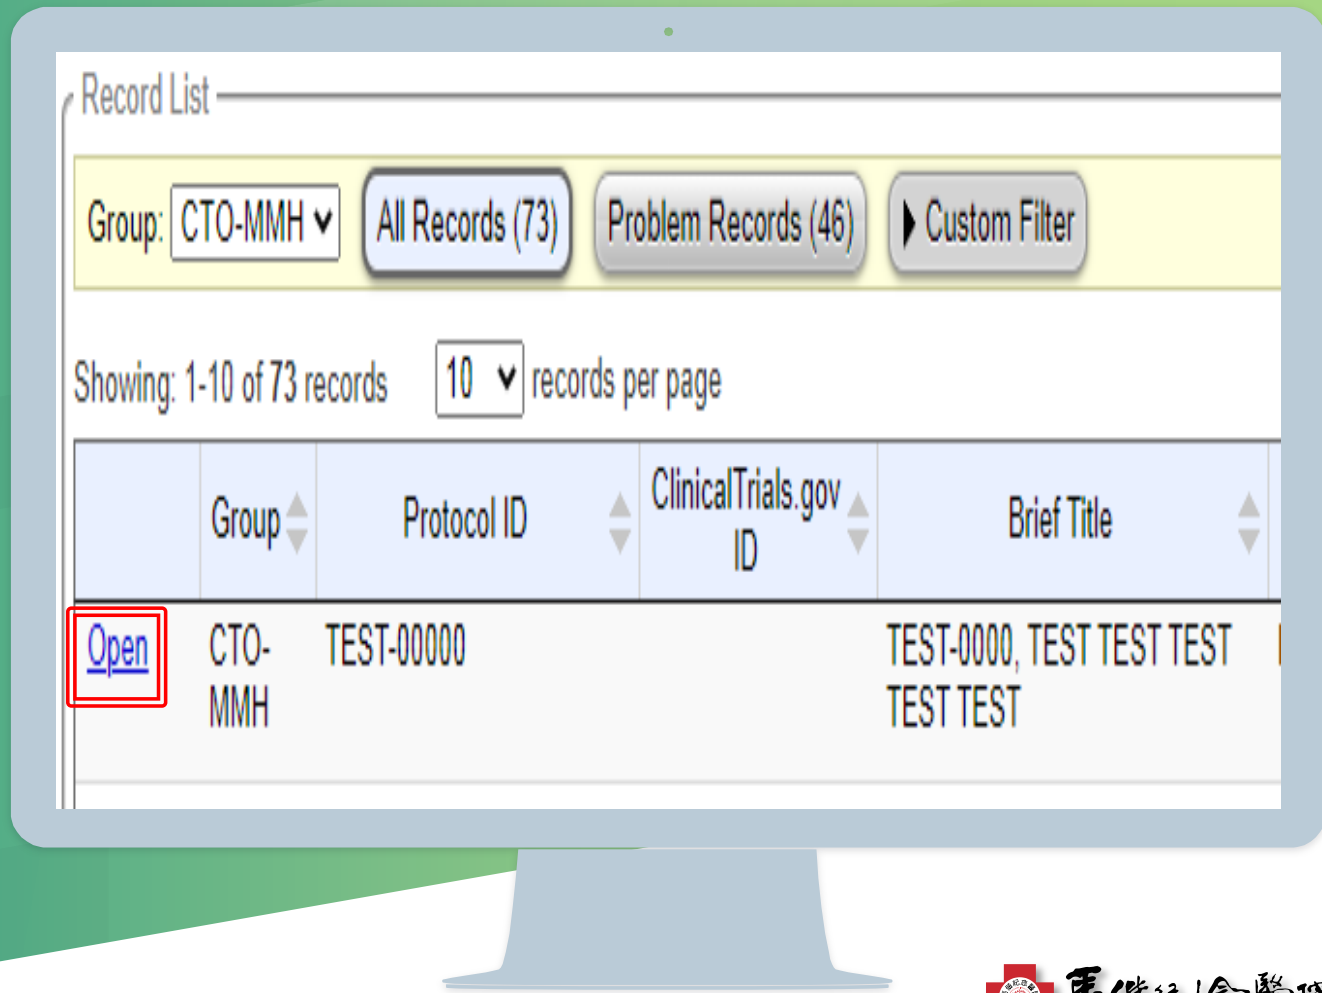 Record List
Group: CTO-MMH All Records (73) Problem Records (46) Custom Filter
Showing: 1-10 of 73 records 10 records per page
Group Protocol ID ClinicalTrials.gov ID Brief Title
Open CTO-MMH TEST-00000 TEST-0000, TEST TEST TEST
TEST TEST